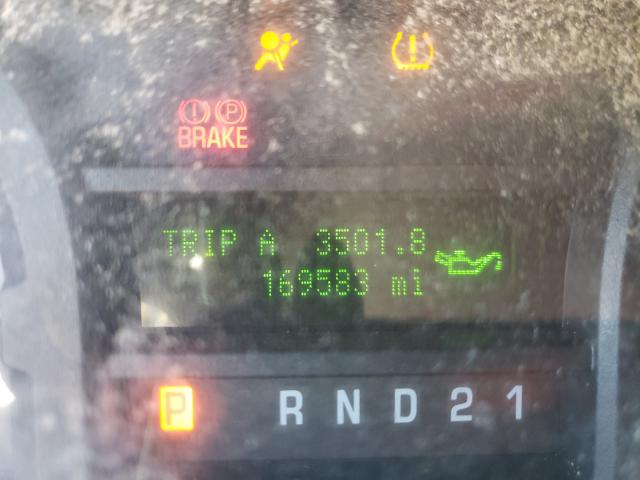 P
BRAKE
TRIP A 3501.8
169583 mi
P R N D 2 1